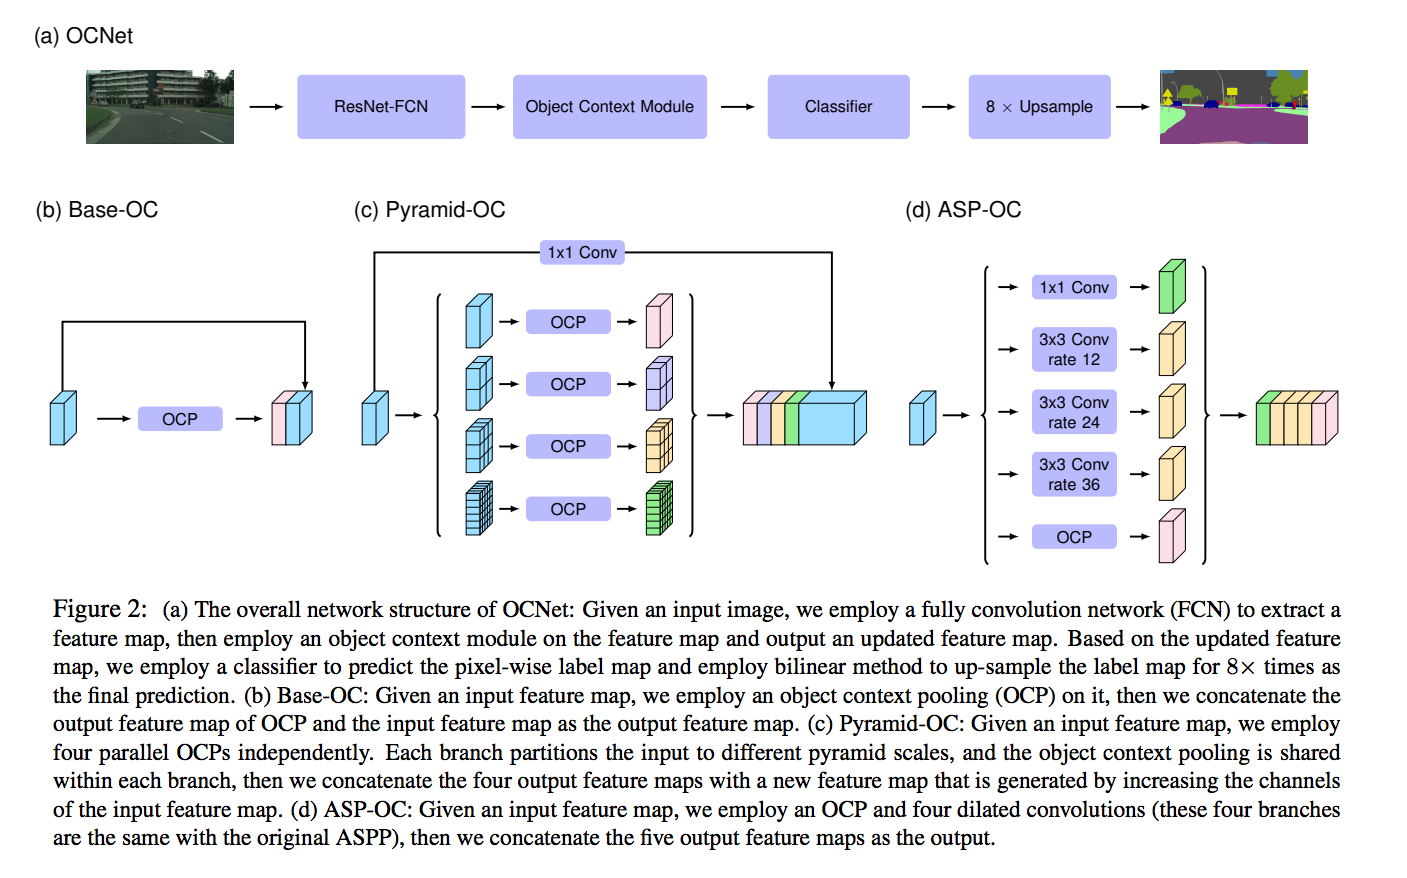 (a) OCNet
ResNet-FCN
Object Context Module
Classifier
8 × Upsample
(b) Base-OC
OCP
(c) Pyramid-OC
1x1 Conv
OCP
OCP
OCP
OCP
(d) ASP-OC
1x1 Conv
3x3 Conv
rate 12
3x3 Conv
rate 24
3x3 Conv
rate 36
OCP
Figure 2: (a) The overall network structure of OCNet: Given an input image, we employ a fully convolution network (FCN) to extract a
feature map, then employ an object context module on the feature map and output an updated feature map. Based on the updated feature
map, we employ a classifier to predict the pixel-wise label map and employ bilinear method to up-sample the label map for 8× times as
the final prediction. (b) Base-OC: Given an input feature map, we employ an object context pooling (OCP) on it, then we concatenate the
output feature map of OCP and the input feature map as the output feature map. (c) Pyramid-OC: Given an input feature map, we employ
four parallel OCPs independently. Each branch partitions the input to different pyramid scales, and the object context pooling is shared
within each branch, then we concatenate the four output feature maps with a new feature map that is generated by increasing the channels
of the input feature map. (d) ASP-OC: Given an input feature map, we employ an OCP and four dilated convolutions (these four branches
are the same with the original ASPP), then we concatenate the five output feature maps as the output.